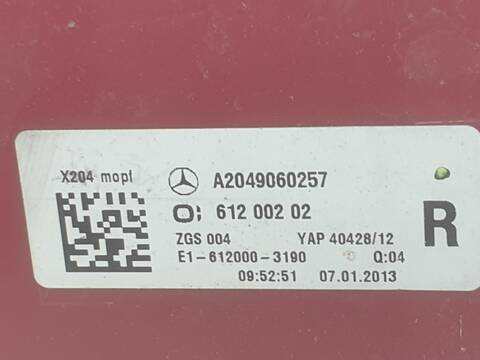 X204 mopf A2049060257
612 002 02
ZGS 004 YAP 40428/12
E1-612000-3190 Q:04
09:52:51 07.01.2013
R